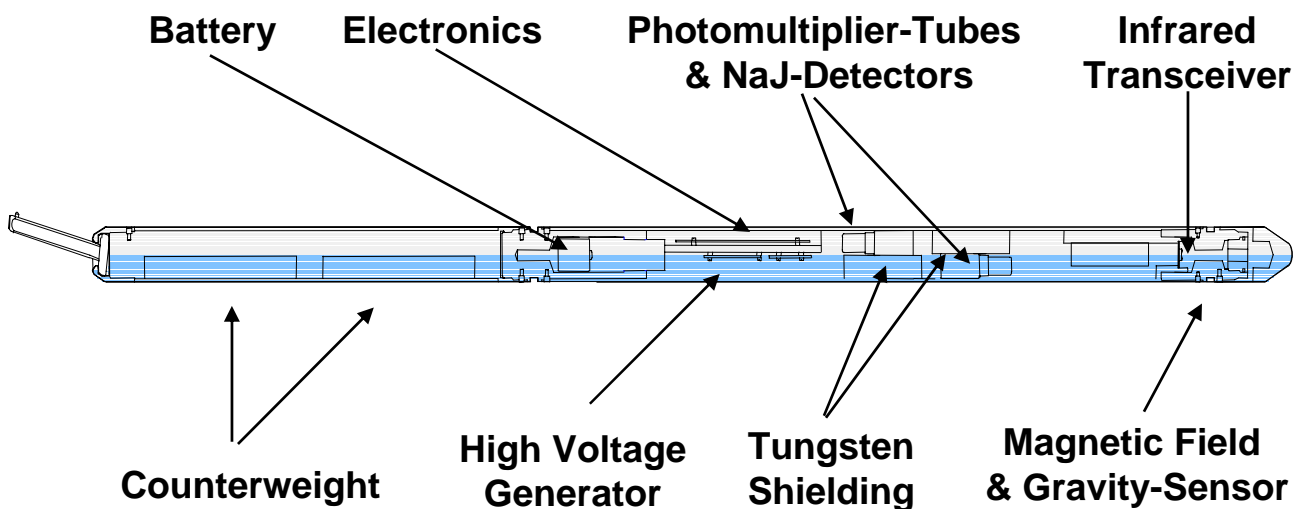 Battery
Electronics
Photomultiplier-Tubes
& NaJ-Detectors
Infrared
Transceiver
Counterweight
High Voltage
Generator
Tungsten
Shielding
Magnetic Field
& Gravity-Sensor